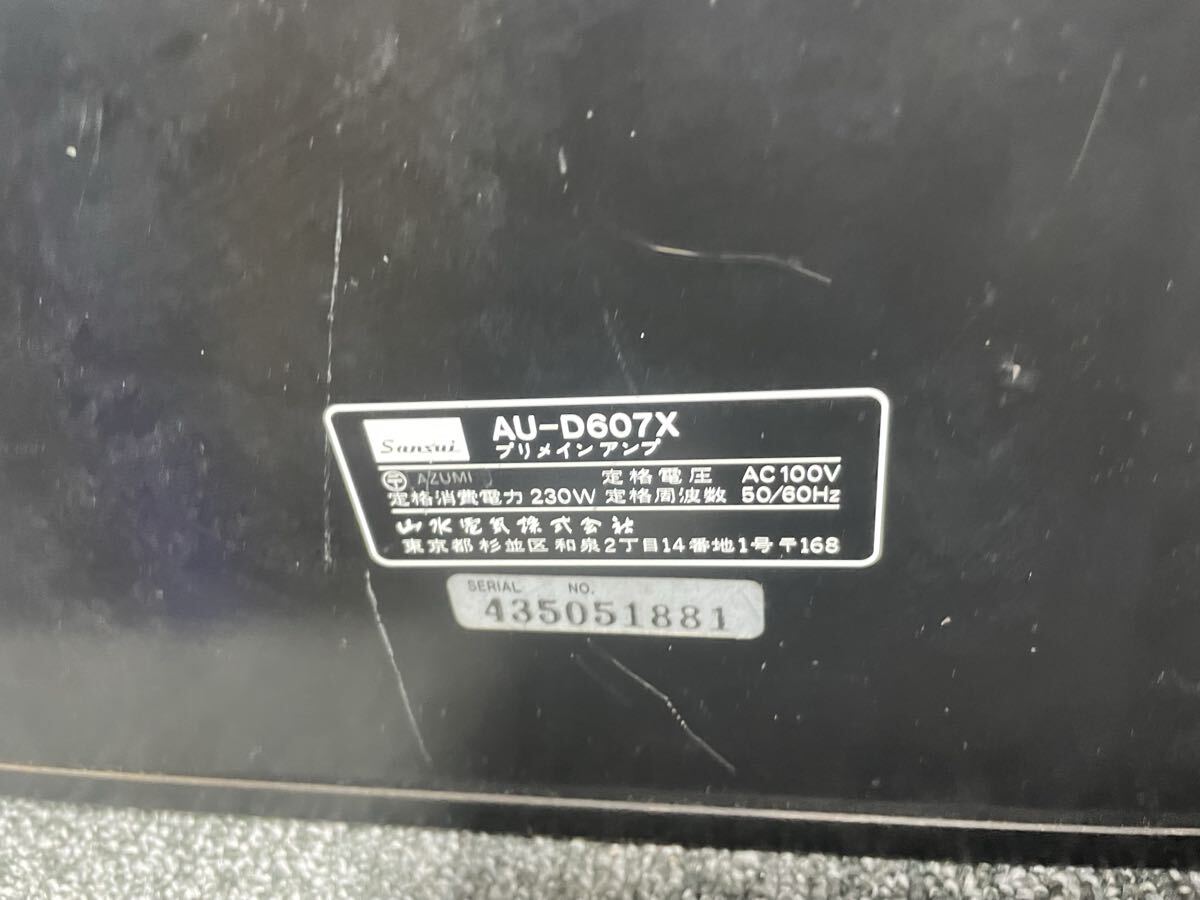 Sansui
AU-D607X
プリメインアンプ
〒 AZUMI 定格電圧 AC100V
定格消費電力 230W 定格周波数 50/60Hz
山水電気株式会社
東京都杉並区和泉2丁目14番地1号〒168
SERIAL NO.
435051881